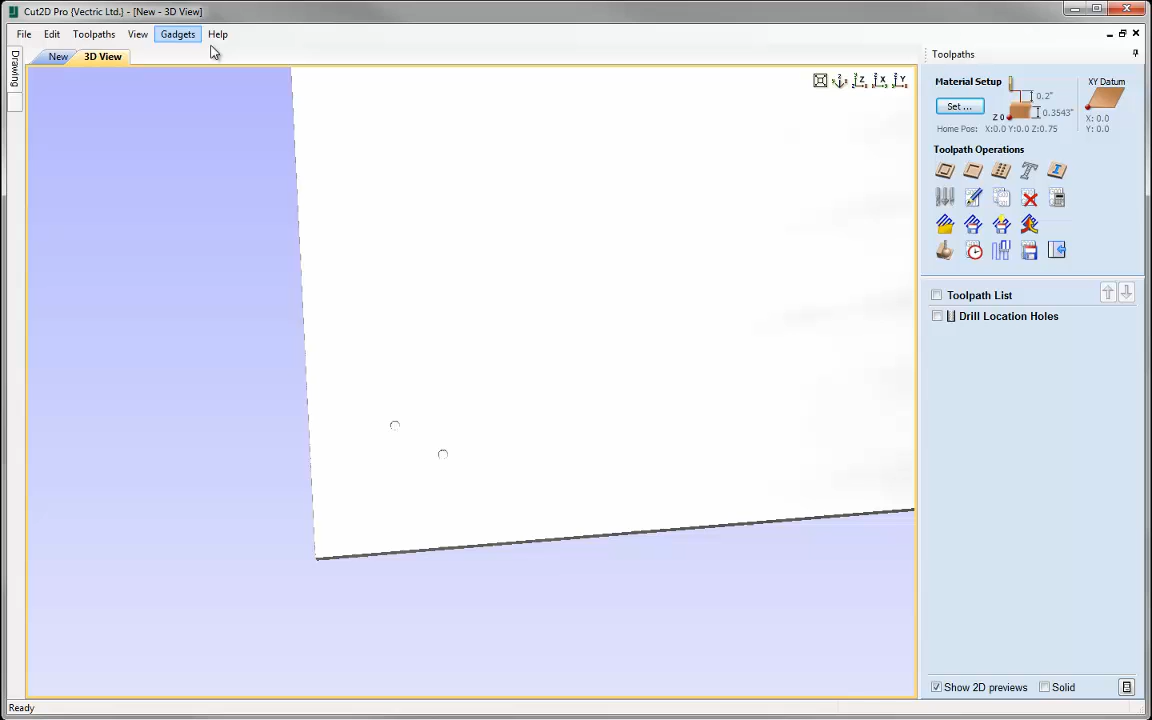 Cut2D Pro {Vectric Ltd.} - [New - 3D View]
File Edit Toolpaths View Gadgets Help
Drawing
New 3D View
Toolpaths
Material Setup
Set ...
Z 0
0.2"
0.3543"
XY Datum
X: 0.0
Y: 0.0
Home Pos: X:0.0 Y:0.0 Z:0.75
Toolpath Operations
Toolpath List
Drill Location Holes
Show 2D previews Solid
Ready